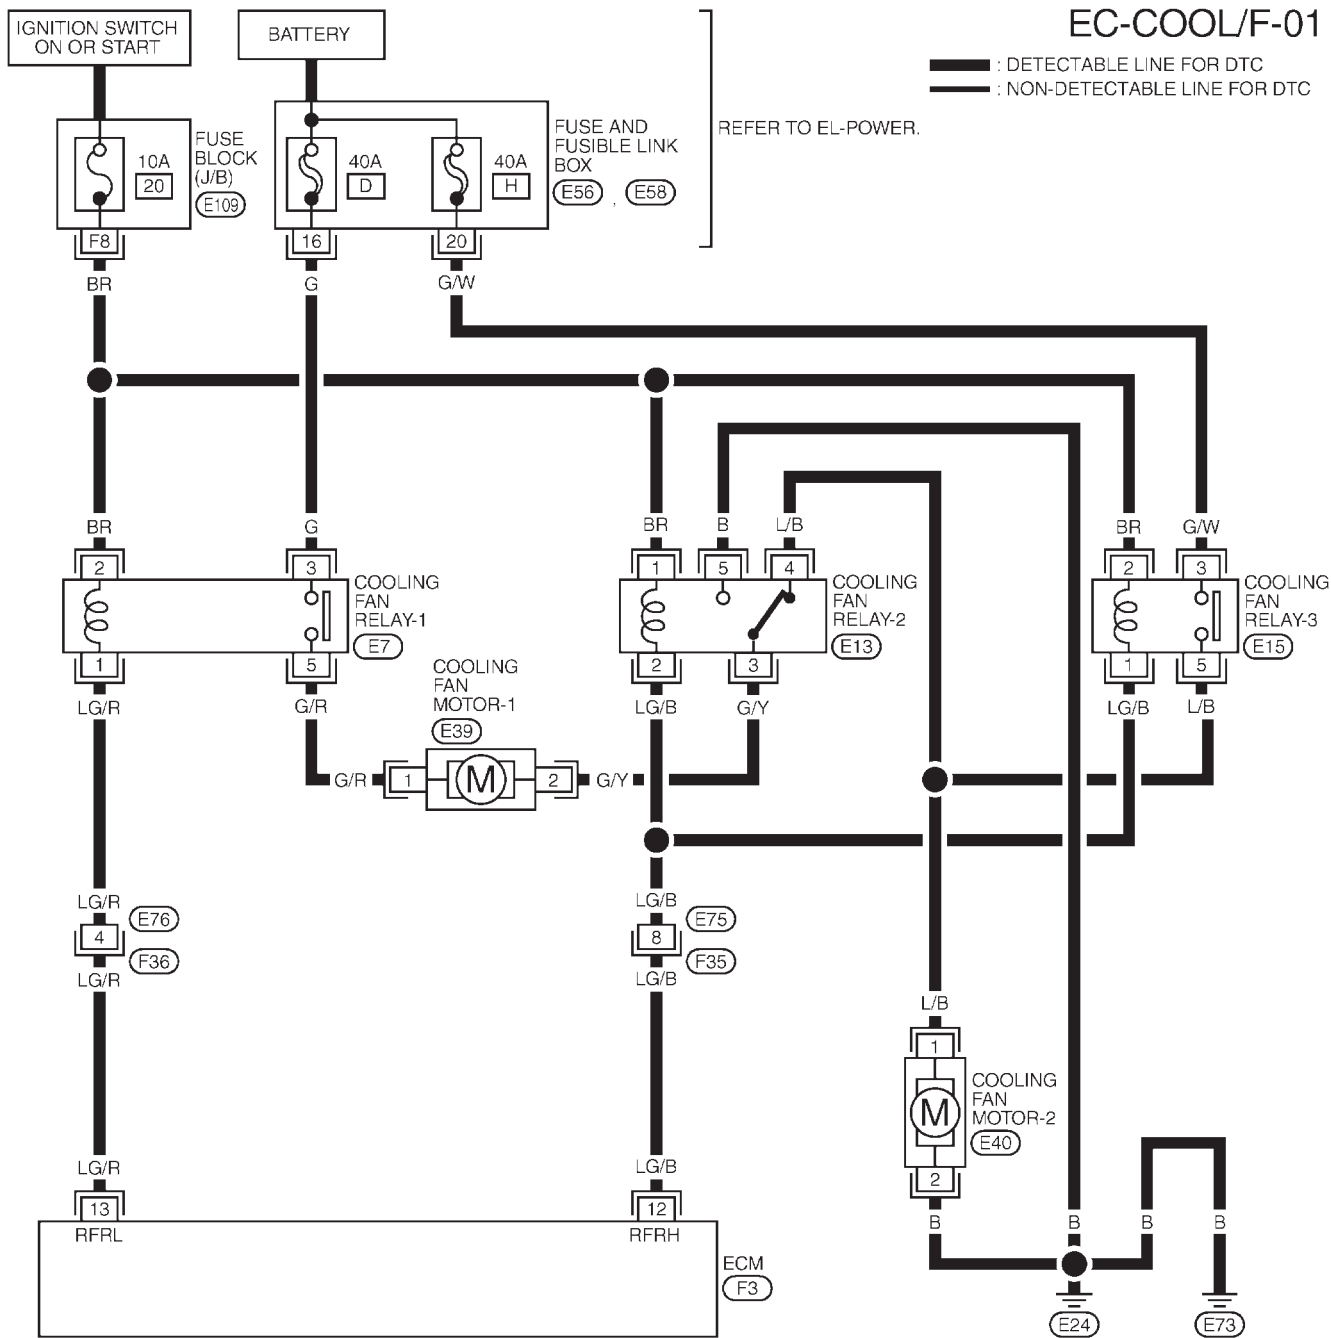 EC-COOL/F-01
IGNITION SWITCH
ON OR START
BATTERY
: DETECTABLE LINE FOR DTC
: NON-DETECTABLE LINE FOR DTC
REFER TO EL-POWER.
10A
20
FUSE
BLOCK
(J/B)
E109
40A
D
40A
H
FUSE AND
FUSIBLE LINK
BOX
E56 , E58
F8
16
20
BR
G
G/W
BR
G
BR
B
L/B
BR
G/W
2
3
1
5
4
2
3
COOLING
FAN
RELAY-1
E7
COOLING
FAN
RELAY-2
E13
COOLING
FAN
RELAY-3
E15
1
5
2
3
1
5
LG/R
G/R
LG/B
G/Y
LG/B
L/B
COOLING
FAN
MOTOR-1
E39
G/R
1
M
2
G/Y
LG/R
E76
4
F36
LG/R
LG/B
E75
8
F35
LG/B
L/B
1
M
2
COOLING
FAN
MOTOR-2
E40
LG/R
LG/B
13
12
RFRL
RFRH
ECM
F3
B
B
B
B
E24
E73